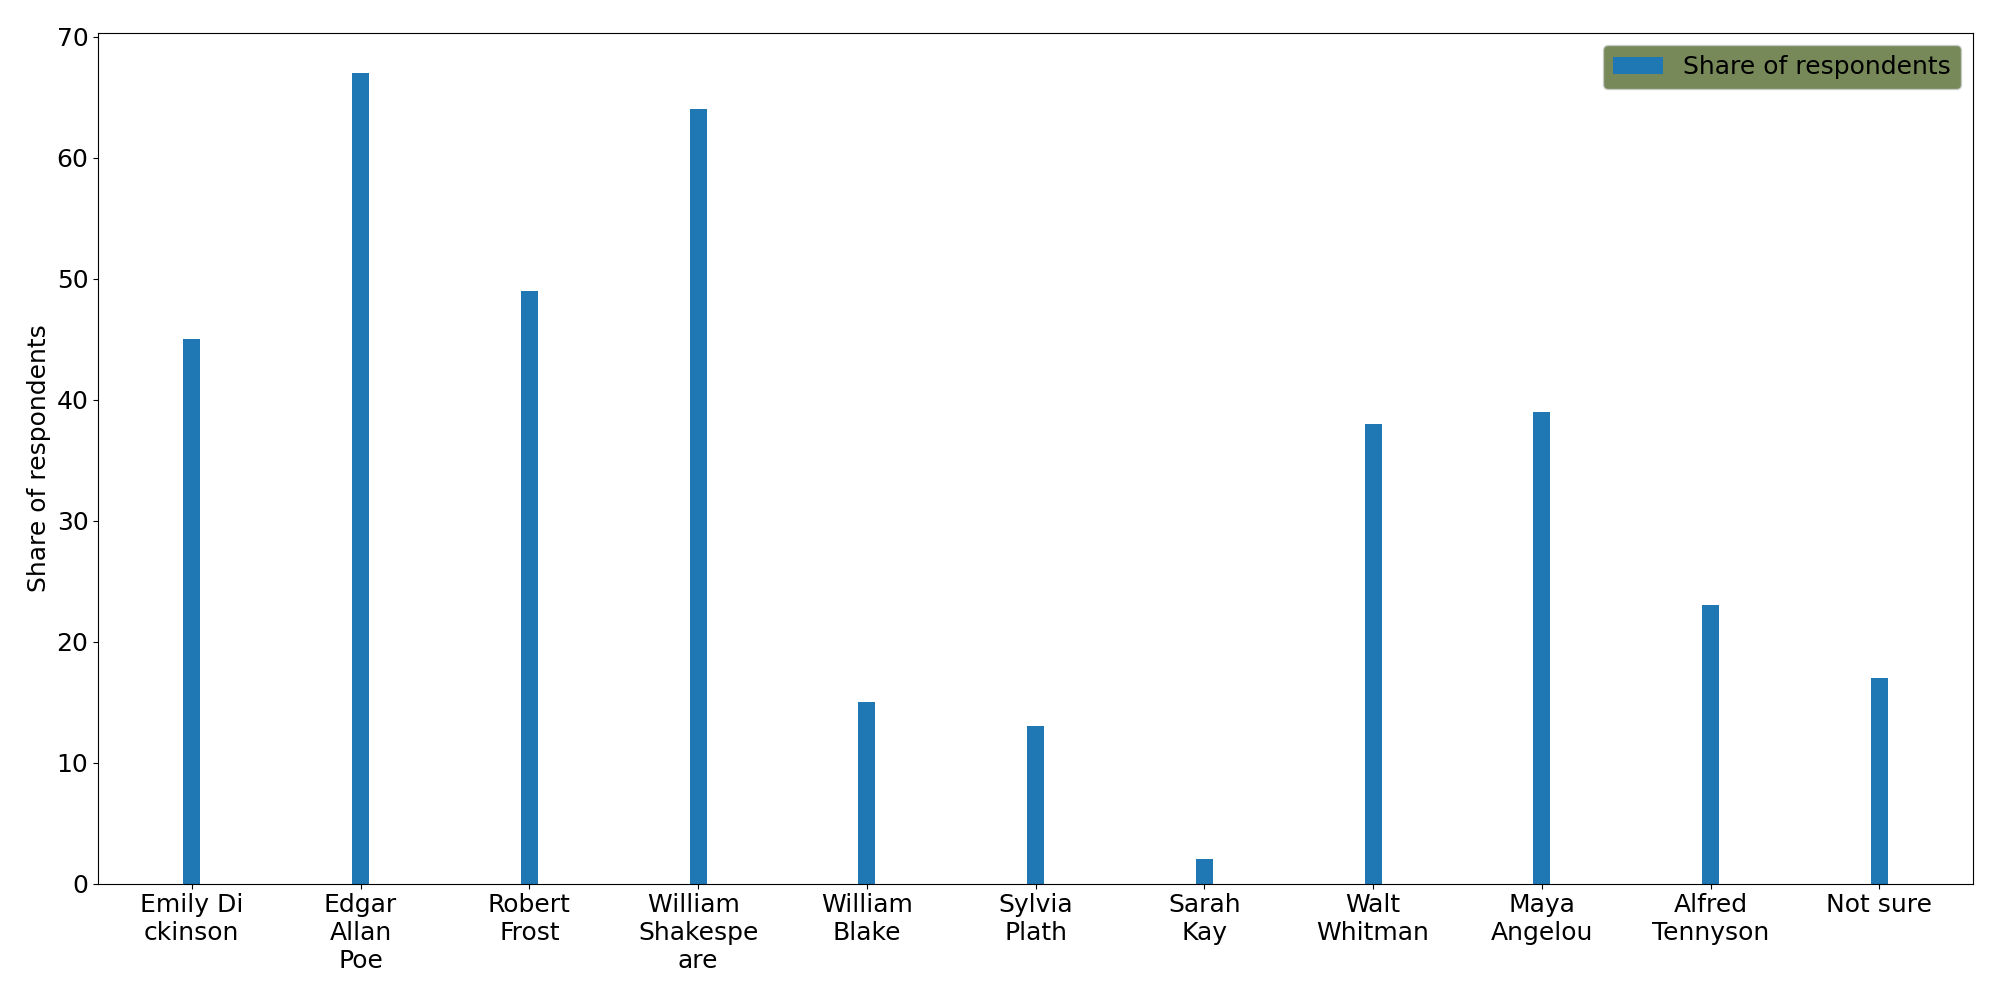 70
60
50
40
30
20
10
0
Share of respondents
Share of respondents
Emily Di
ckinson
Edgar
Allan
Poe
Robert
Frost
William
Shakespe
are
William
Blake
Sylvia
Plath
Sarah
Kay
Walt
Whitman
Maya
Angelou
Alfred
Tennyson
Not sure